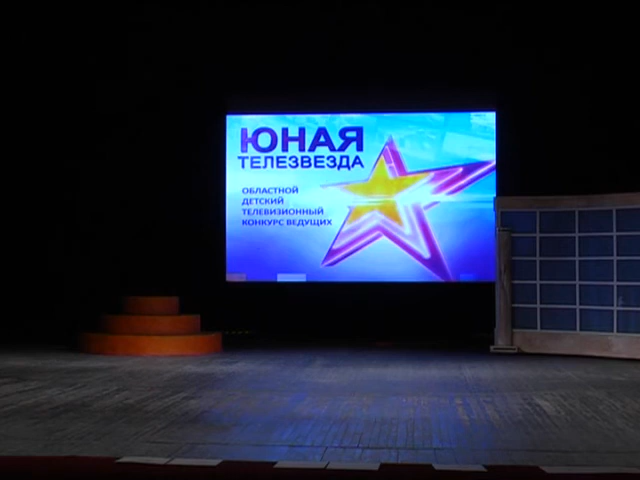 ЮНАЯ
ТЕЛЕЗВЕЗДА
ОБЛАСТНОЙ
ДЕТСКИЙ
ТЕЛЕВИЗИОННЫЙ
КОНКУРС ВЕДУЩИХ